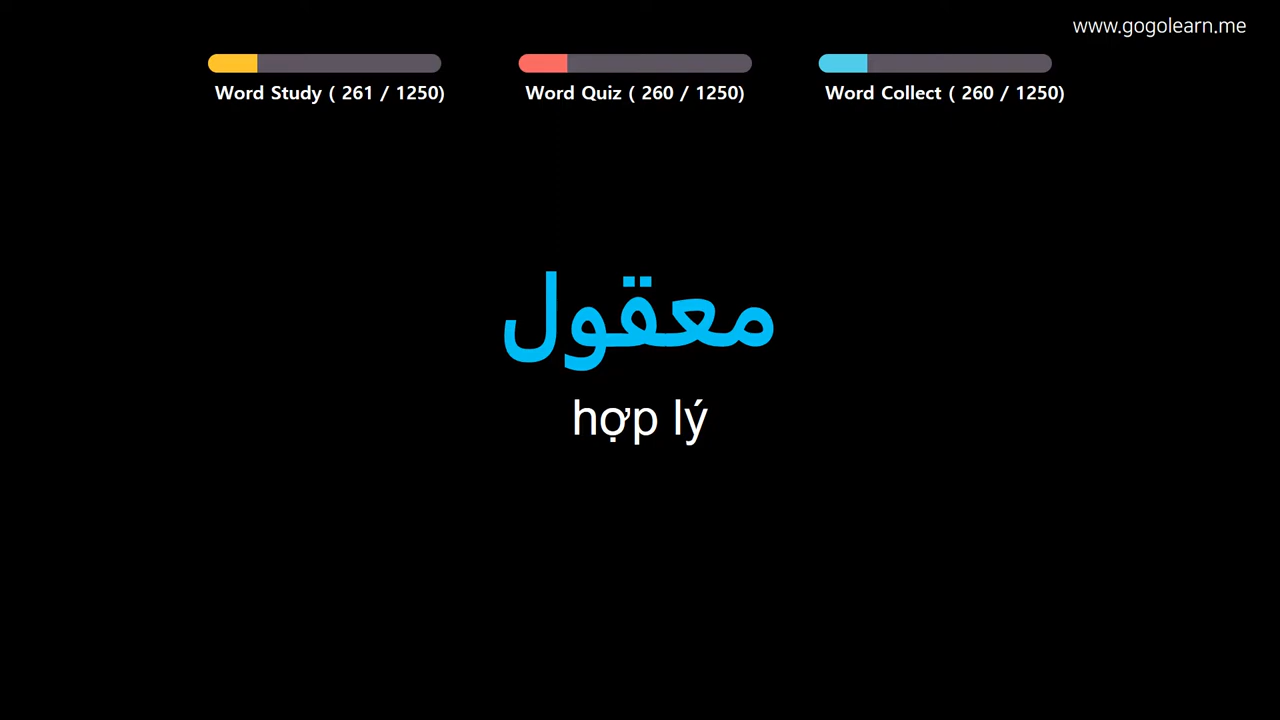 www.gogolearn.me
Word Study ( 261 / 1250)
Word Quiz ( 260 / 1250)
Word Collect ( 260 / 1250)
معقول
hợp lý